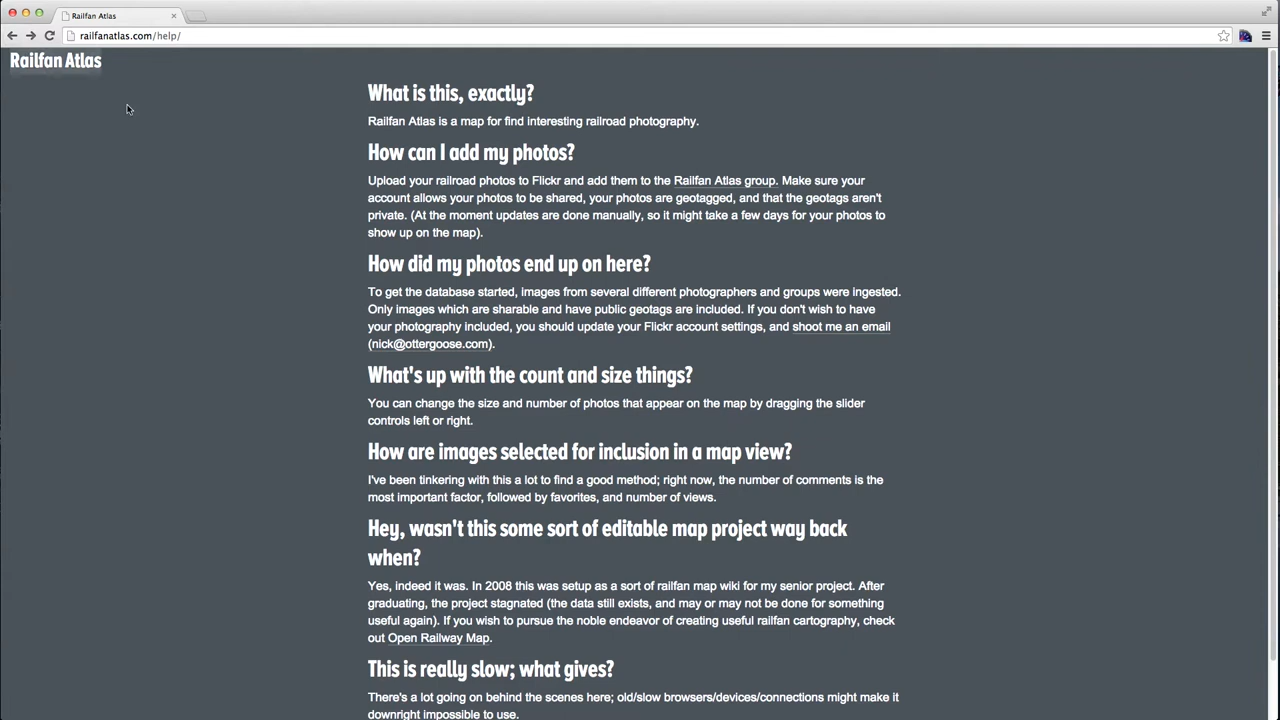 Railfan Atlas
railfanatlas.com/help/
Railfan Atlas
What is this, exactly?
Railfan Atlas is a map for find interesting railroad photography.
How can I add my photos?
Upload your railroad photos to Flickr and add them to the Railfan Atlas group. Make sure your
account allows your photos to be shared, your photos are geotagged, and that the geotags aren't
private. (At the moment updates are done manually, so it might take a few days for your photos to
show up on the map).
How did my photos end up on here?
To get the database started, images from several different photographers and groups were ingested.
Only images which are sharable and have public geotags are included. If you don't wish to have
your photography included, you should update your Flickr account settings, and shoot me an email
(nick@ottergoose.com).
What's up with the count and size things?
You can change the size and number of photos that appear on the map by dragging the slider
controls left or right.
How are images selected for inclusion in a map view?
I've been tinkering with this a lot to find a good method; right now, the number of comments is the
most important factor, followed by favorites, and number of views.
Hey, wasn't this some sort of editable map project way back
when?
Yes, indeed it was. In 2008 this was setup as a sort of railfan map wiki for my senior project. After
graduating, the project stagnated (the data still exists, and may or may not be done for something
useful again). If you wish to pursue the noble endeavor of creating useful railfan cartography, check
out Open Railway Map.
This is really slow; what gives?
There's a lot going on behind the scenes here; old/slow browsers/devices/connections might make it
downright impossible to use.